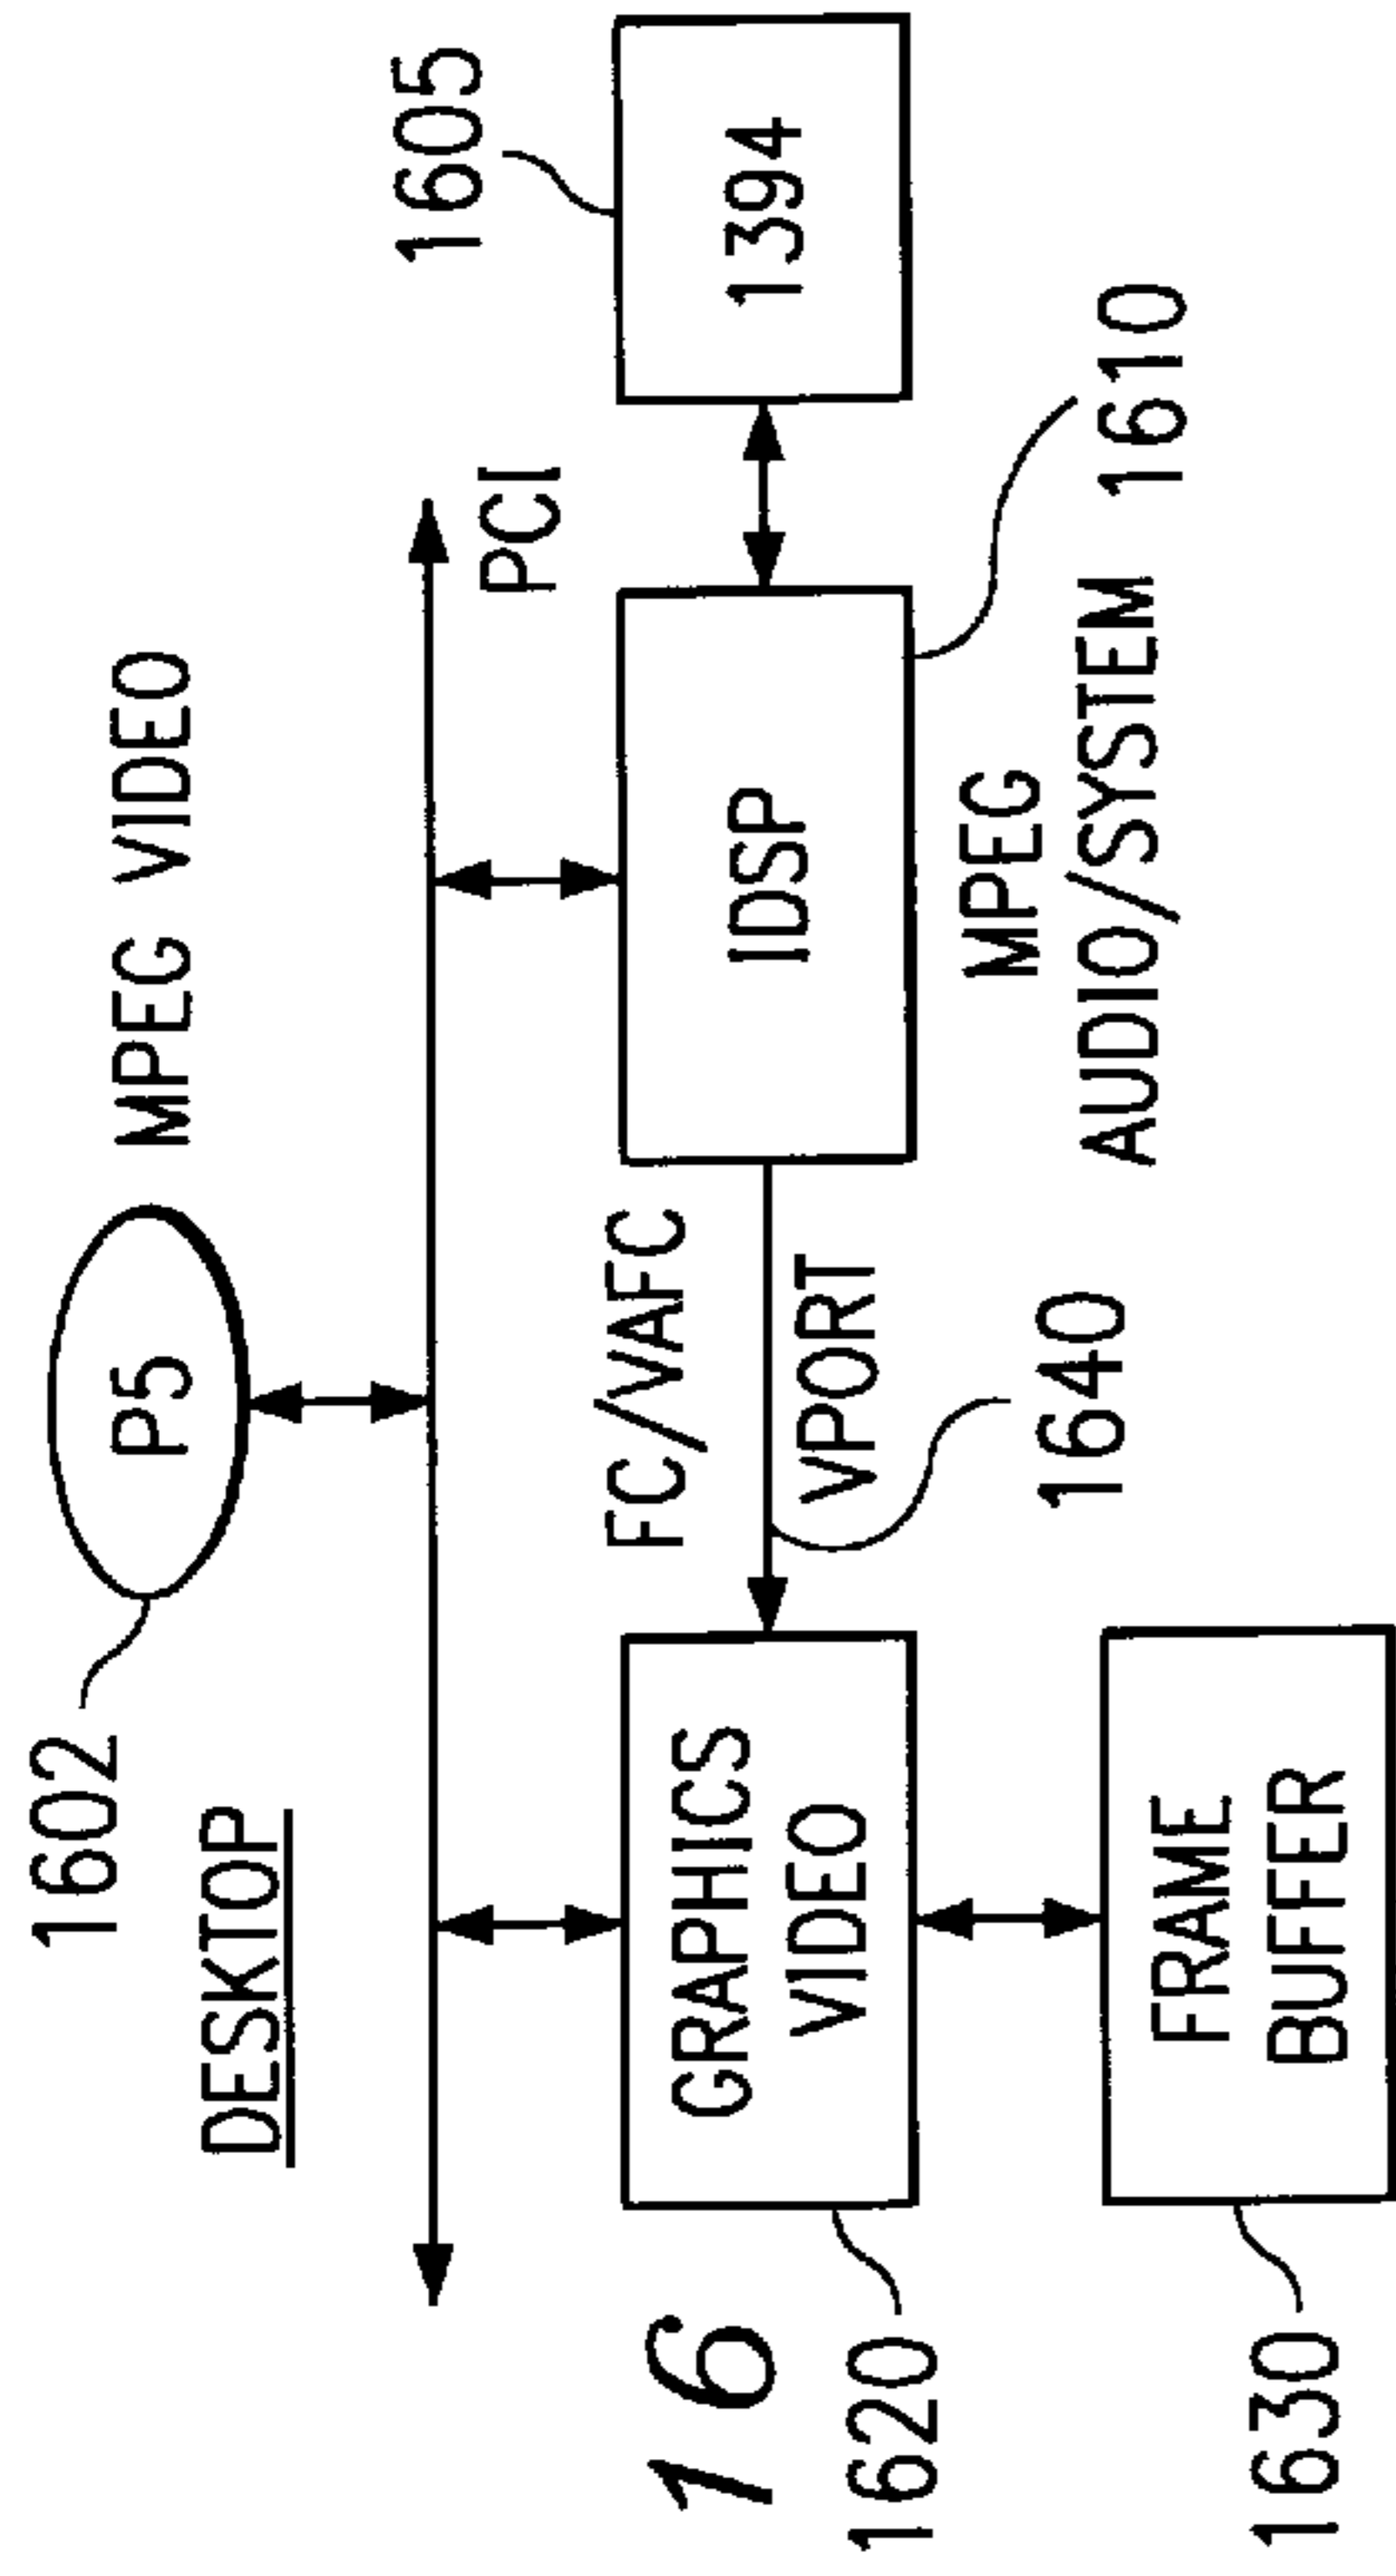 1602
P5
MPEG VIDEO
DESKTOP
PCI
1605
16
GRAPHICS
VIDEO
FC/VAFC
VPORT
IDSP
1394
1620
1640
MPEG
AUDIO/SYSTEM
1610
FRAME
BUFFER
1630